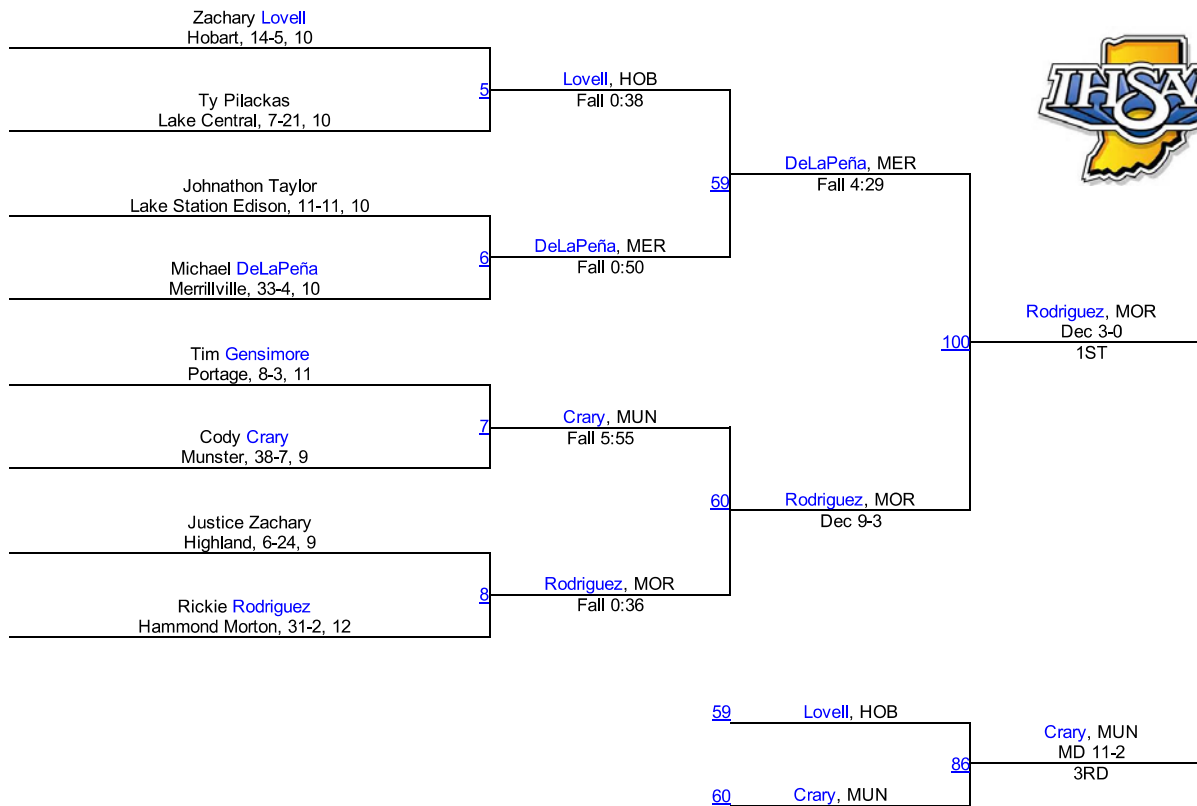 Zachary Lovell
Hobart, 14-5, 10
5
Lovell, HOB
Fall 0:38
Ty Pilackas
Lake Central, 7-21, 10
IHSAA
59
DeLaPeña, MER
Fall 4:29
Johnathon Taylor
Lake Station Edison, 11-11, 10
6
DeLaPeña, MER
Fall 0:50
Michael DeLaPeña
Merrillville, 33-4, 10
100
Rodriguez, MOR
Dec 3-0
1ST
Tim Gensimore
Portage, 8-3, 11
7
Crary, MUN
Fall 5:55
Cody Crary
Munster, 38-7, 9
60
Rodriguez, MOR
Dec 9-3
Justice Zachary
Highland, 6-24, 9
8
Rodriguez, MOR
Fall 0:36
Rickie Rodriguez
Hammond Morton, 31-2, 12
59
Lovell, HOB
86
Crary, MUN
MD 11-2
3RD
60
Crary, MUN